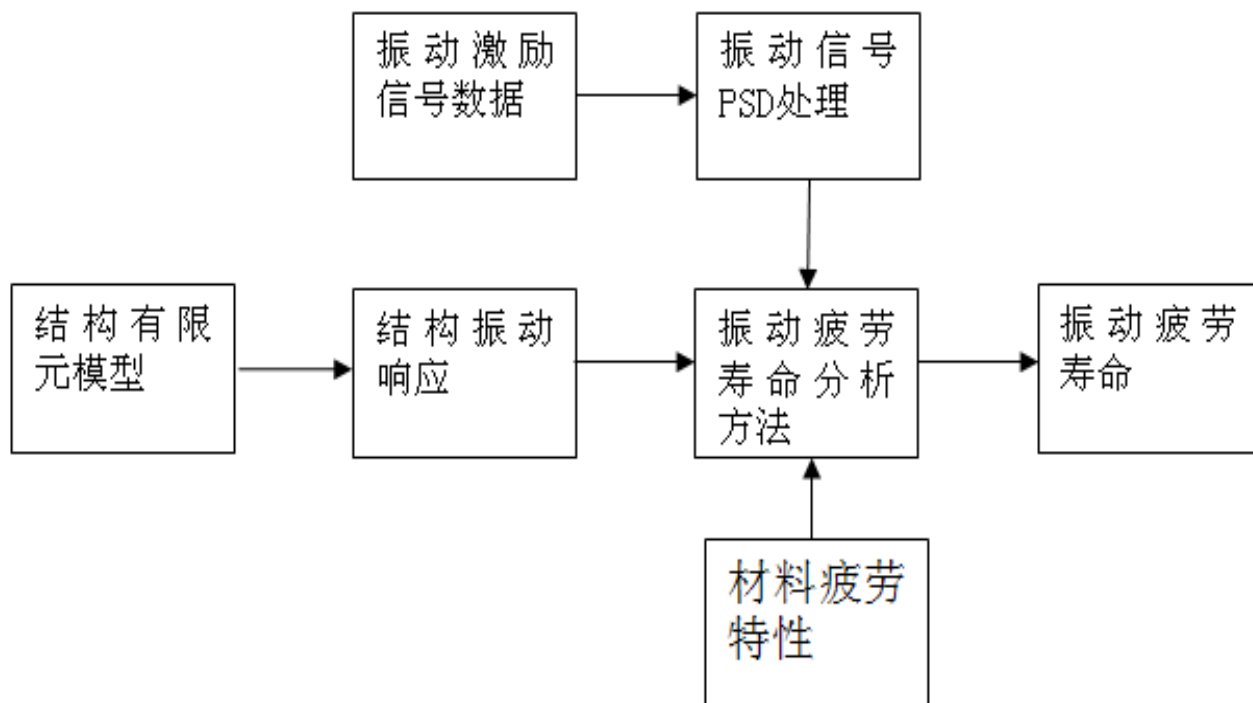 振动激励
信号数据
振动信号
PSD处理
结构有限
元模型
结构振动
响应
振动疲劳
寿命分析
方法
振动疲劳
寿命
材料疲劳
特性